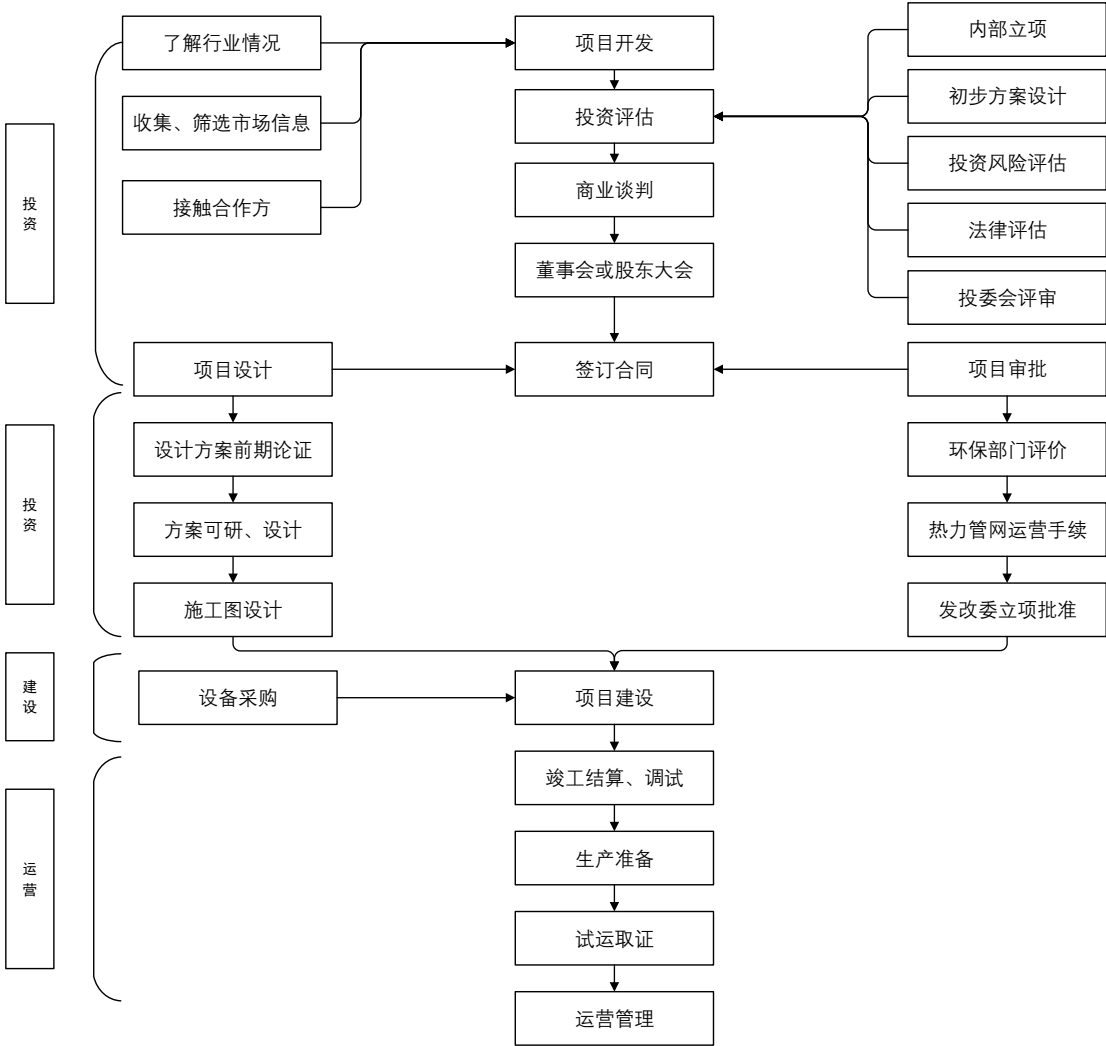 了解行业情况
项目开发
内部立项
收集、筛选市场信息
投资评估
初步方案设计
投资风险评估
接触合作方
商业谈判
法律评估
董事会或股东大会
投委会评审
投
资
项目设计
签订合同
项目审批
设计方案前期论证
环保部门评价
投
资
方案可研、设计
热力管网运营手续
施工图设计
发改委立项批准
建
设
设备采购
项目建设
竣工结算、调试
运
营
生产准备
试运取证
运营管理